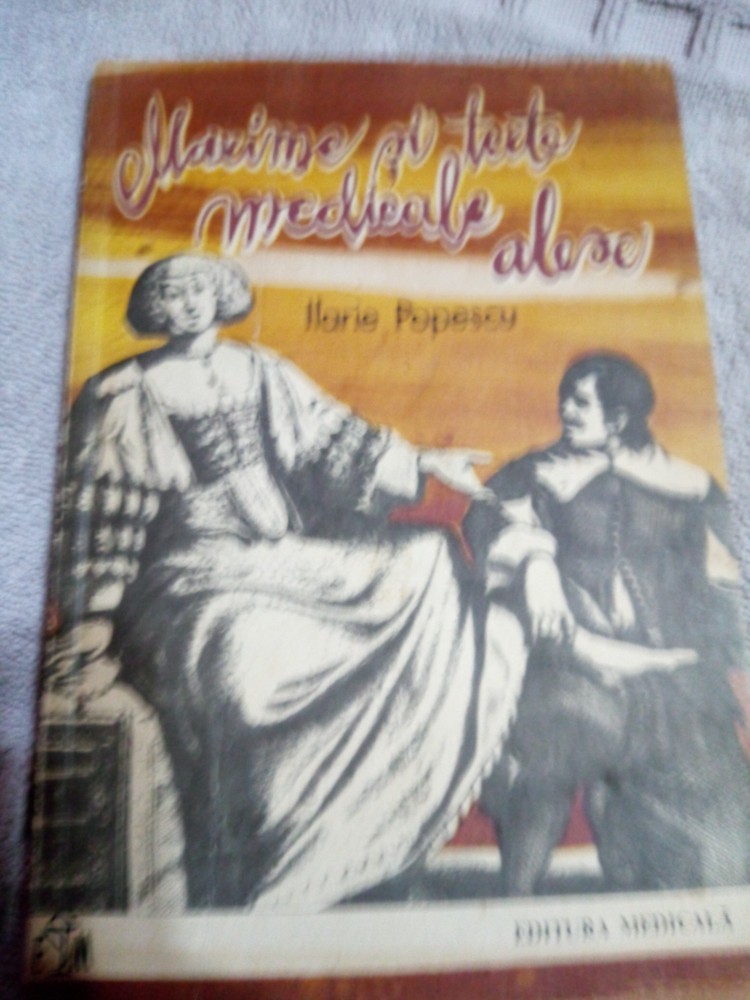 Maxime și texte
medicale
alese
Ilarie Popescu
EDITURA MEDICALĂ